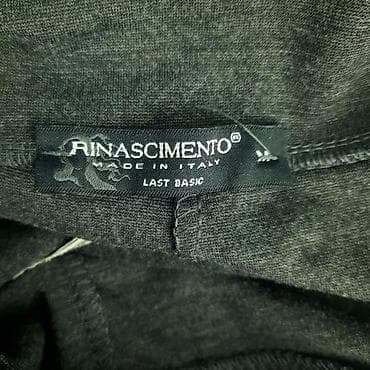 RINASCIMENTO®
MADE IN ITALY
LAST BASIC